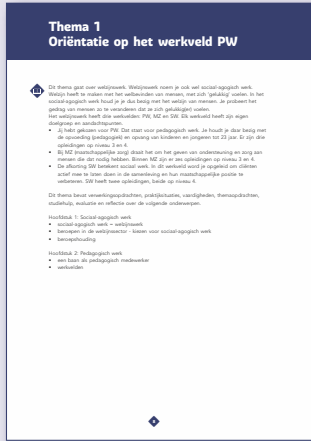 Thema 1
Oriëntatie op het werkveld PW
Dit thema gaat over welzijnswerk. Welzijnswerk noem je ook wel sociaal-agogisch werk.
Welzijn heeft te maken met het welbevinden van mensen, met zich 'gelukkig' voelen. In het
sociaal-agogisch werk houd je je dus bezig met het welzijn van mensen. Je probeert het
gedrag van mensen zo te veranderen dat ze zich gelukkig(er) voelen.
Het welzijnswerk heeft drie werkvelden: PW, MZ en SW. Elk werkveld heeft zijn eigen
doelgroep en aandachtspunten.
• Jij hebt gekozen voor PW. Dat staat voor pedagogisch werk. Je houdt je daar bezig met
de opvoeding (pedagogiek) en opvang van kinderen en jongeren tot 23 jaar. Er zijn drie
opleidingen op niveau 3 en 4.
• Bij MZ (maatschappelijke zorg) draait het om het geven van ondersteuning en zorg aan
mensen die dat nodig hebben. Binnen MZ zijn er zes opleidingen op niveau 3 en 4.
• De afkorting SW betekent sociaal werk. In dit werkveld word je opgeleid om cliënten
actief mee te laten doen in de samenleving en hun maatschappelijke positie te
verbeteren. SW heeft twee opleidingen, beide op niveau 4.
Dit thema bevat verwerkingsopdrachten, praktijksituaties, vaardigheden, themaopdrachten,
studiehulp, evaluatie en reflectie over de volgende onderwerpen.
Hoofdstuk 1: Sociaal-agogisch werk
• sociaal-agogisch werk – welzijnswerk
• beroepen in de welzijnssector - kiezen voor sociaal-agogisch werk
• beroepshouding
Hoofdstuk 2: Pedagogisch werk
• een baan als pedagogisch medewerker
• werkvelden